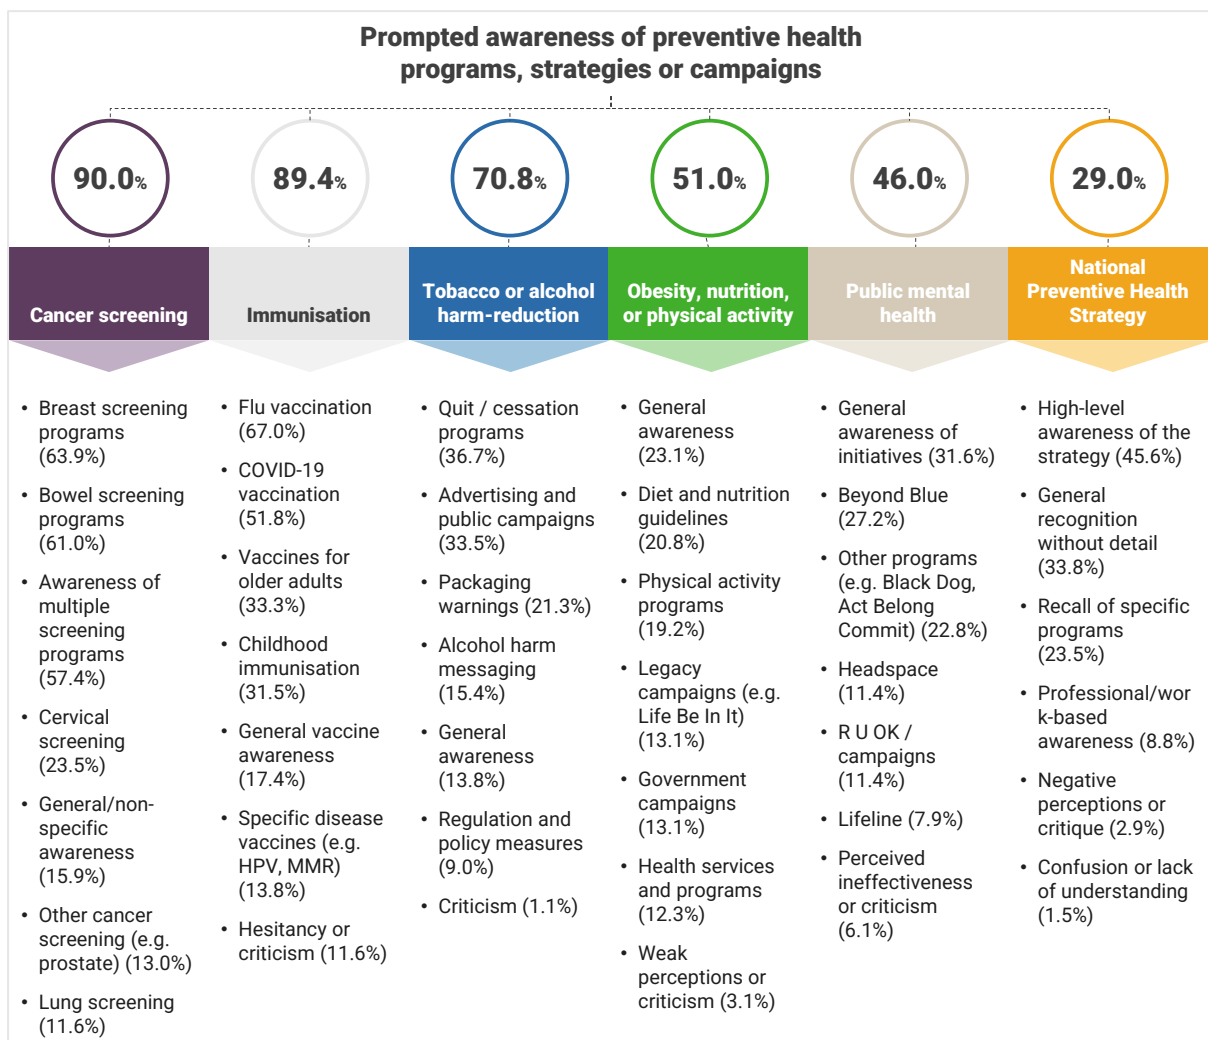 Prompted awareness of preventive health
programs, strategies or campaigns
90.0%
89.4%
70.8%
51.0%
46.0%
29.0%
Cancer screening
Immunisation
Tobacco or alcohol
harm-reduction
Obesity, nutrition,
or physical activity
Public mental
health
National
Preventive Health
Strategy
• Breast screening
programs
(63.9%)
• Bowel screening
programs
(61.0%)
• Awareness of
multiple
screening
programs
(57.4%)
• Cervical
screening
(23.5%)
• General/non-
specific
awareness
(15.9%)
• Other cancer
screening (e.g.
prostate) (13.0%)
• Lung screening
(11.6%)
• Flu vaccination
(67.0%)
• COVID-19
vaccination
(51.8%)
• Vaccines for
older adults
(33.3%)
• Childhood
immunisation
(31.5%)
• General vaccine
awareness
(17.4%)
• Specific disease
vaccines (e.g.
HPV, MMR)
(13.8%)
• Hesitancy or
criticism (11.6%)
• Quit / cessation
programs
(36.7%)
• Advertising and
public campaigns
(33.5%)
• Packaging
warnings (21.3%)
• Alcohol harm
messaging
(15.4%)
• General
awareness
(13.8%)
• Regulation and
policy measures
(9.0%)
• Criticism (1.1%)
• General
awareness
(23.1%)
• Diet and nutrition
guidelines
(20.8%)
• Physical activity
programs
(19.2%)
• Legacy
campaigns (e.g.
Life Be In It)
(13.1%)
• Government
campaigns
(13.1%)
• Health services
and programs
(12.3%)
• Weak
perceptions or
criticism (3.1%)
• General
awareness of
initiatives (31.6%)
• Beyond Blue
(27.2%)
• Other programs
(e.g. Black Dog,
Act Belong
Commit) (22.8%)
• Headspace
(11.4%)
• R U OK /
campaigns
(11.4%)
• Lifeline (7.9%)
• Perceived
ineffectiveness
or criticism
(6.1%)
• High-level
awareness of the
strategy (45.6%)
• General
recognition
without detail
(33.8%)
• Recall of specific
programs
(23.5%)
• Professional/wor
k-based
awareness (8.8%)
• Negative
perceptions or
critique (2.9%)
• Confusion or lack
of understanding
(1.5%)